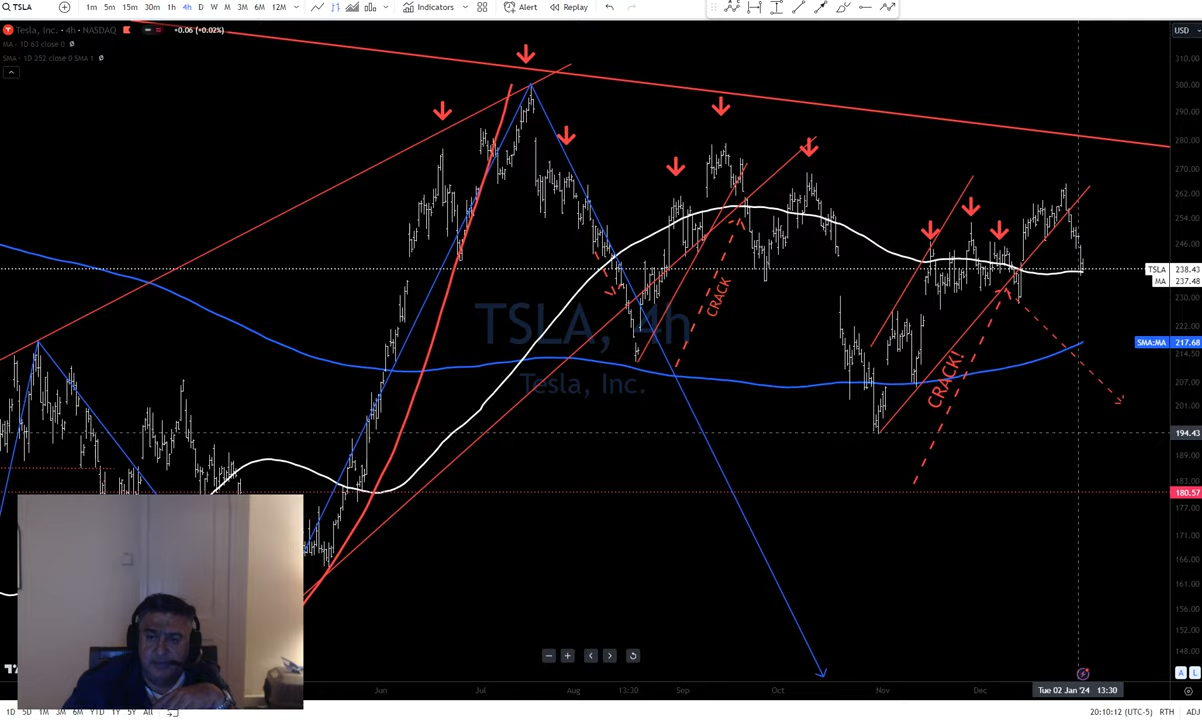 TSLA 1m 5m 15m 30m 1h 4h D W M 3M 6M 12M Indicators Alert Replay
Tesla, Inc. • 4h • NASDAQ +0.06 (+0.02%) USD
MA · 1D 63 close 0
SMA · 1D 252 close 0 SMA 1
310.00
290.00
280.00
270.00
262.00
254.00
246.00
TSLA 238.43
MA 237.48
230.00
222.00
SMA:MA 217.68
214.50
207.50
201.00
194.43
189.00
183.00
180.57
177.00
171.00
166.00
161.00
156.00
152.00
148.00
TSLA, 4h
Tesla, Inc.
CRACK
CRACK!
Jun Jul Aug 13:30 Sep Oct Nov Dec Tue 02 Jan '24 13:30
A L
1D 5D 1M 3M 6M YTD 1Y 5Y All 20:10:12 (UTC-5) RTH ADJ